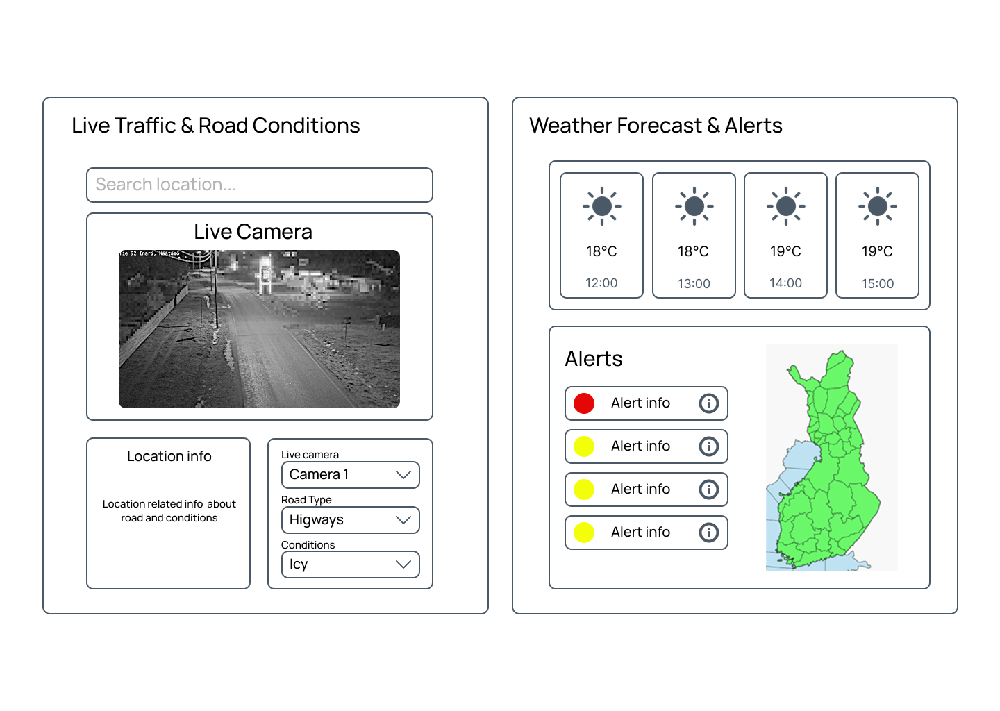 Live Traffic & Road Conditions
Search location...
Live Camera
Tie 92 Inari, Näätämö
Location info
Location related info  about
road and conditions
Live camera
Camera 1
Road Type
Higways
Conditions
Icy
Weather Forecast & Alerts
18°C
12:00
18°C
13:00
19°C
14:00
19°C
15:00
Alerts
Alert info
Alert info
Alert info
Alert info